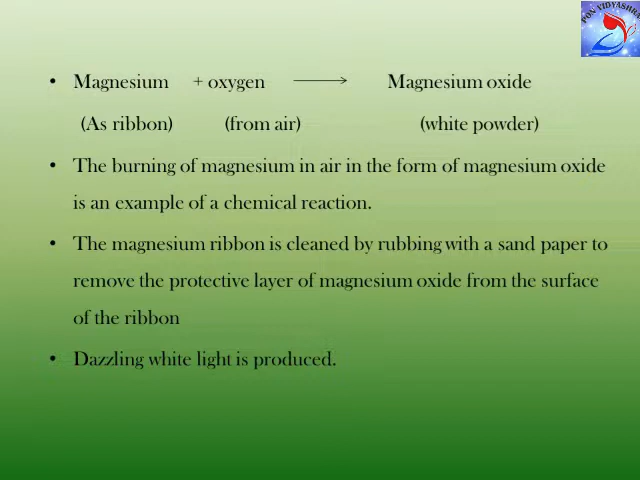 PON VIDYASHRAM
• Magnesium + oxygen ⟶ Magnesium oxide
(As ribbon) (from air) (white powder)
• The burning of magnesium in air in the form of magnesium oxide
is an example of a chemical reaction.
• The magnesium ribbon is cleaned by rubbing with a sand paper to
remove the protective layer of magnesium oxide from the surface
of the ribbon
• Dazzling white light is produced.